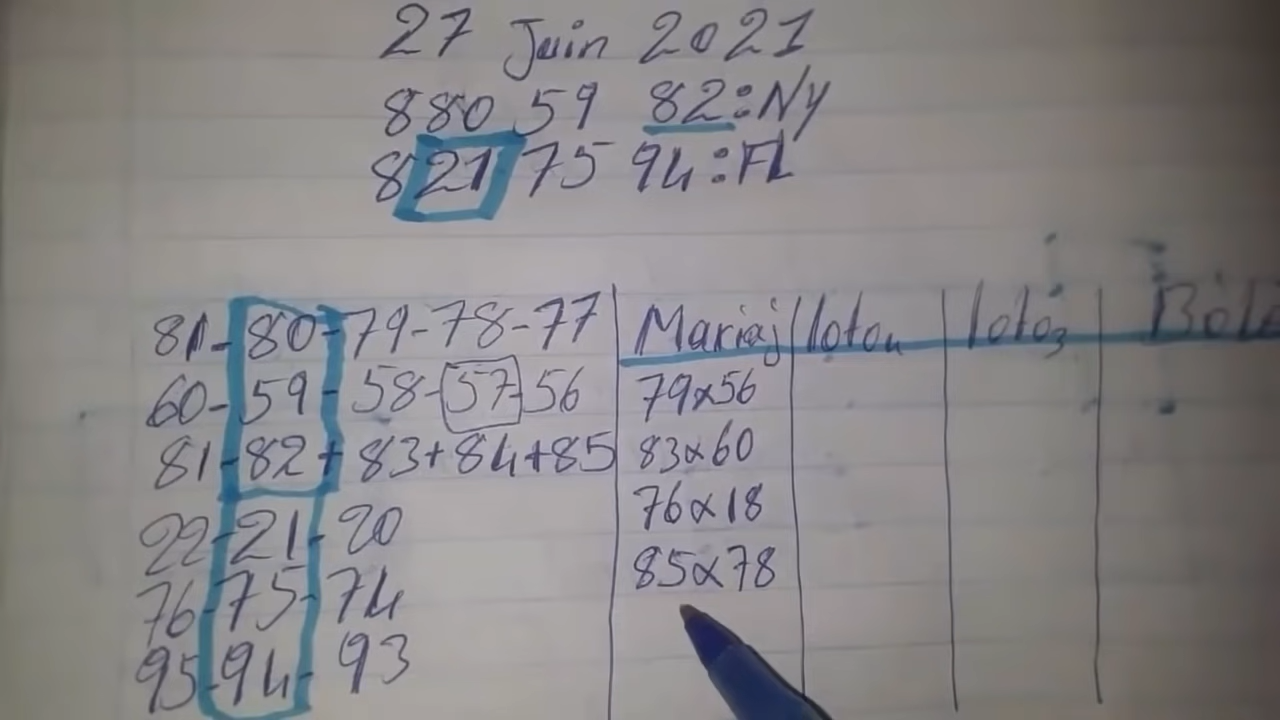 27 Juin 2021
880 59 82:NY
821 75 94:FL
81-80-79-78-77
60-59-58-57-56
81-82+83+84+85
22-21-20
76-75-74
95-94-93
Mariaj loto4 loto3
79x56
83x60
76x18
85x78